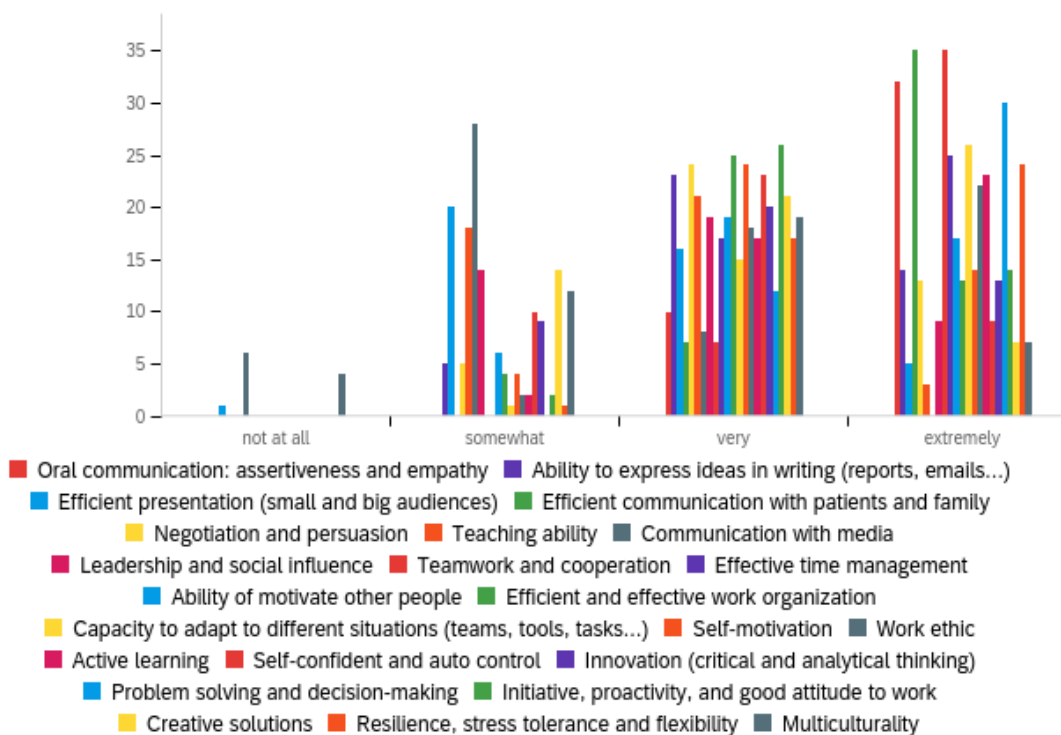 35
30
25
20
15
10
5
0
not at all somewhat very extremely
Oral communication: assertiveness and empathy Ability to express ideas in writing (reports, emails...)
Efficient presentation (small and big audiences) Efficient communication with patients and family
Negotiation and persuasion Teaching ability Communication with media
Leadership and social influence Teamwork and cooperation Effective time management
Ability of motivate other people Efficient and effective work organization
Capacity to adapt to different situations (teams, tools, tasks...) Self-motivation Work ethic
Active learning Self-confident and auto control Innovation (critical and analytical thinking)
Problem solving and decision-making Initiative, proactivity, and good attitude to work
Creative solutions Resilience, stress tolerance and flexibility Multiculturality